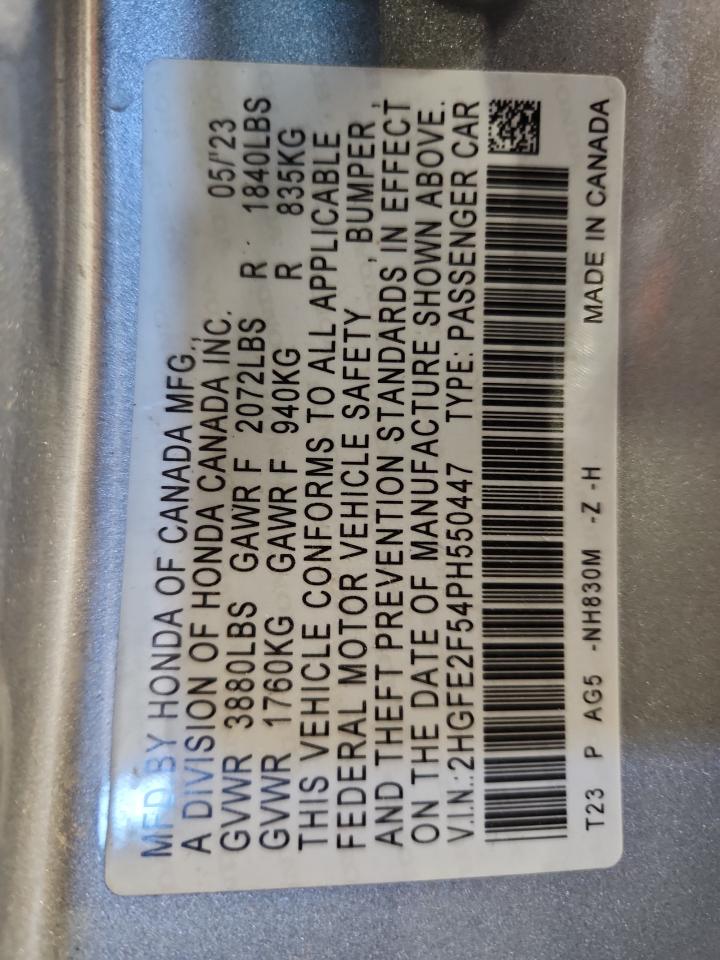 MFD. BY HONDA OF CANADA MFG., 05/'23
A DIVISION OF HONDA CANADA INC.
GVWR 3880LBS GAWR F 2072LBS R 1840LBS
GVWR 1760KG GAWR F 940KG R 835KG
THIS VEHICLE CONFORMS TO ALL APPLICABLE
FEDERAL MOTOR VEHICLE SAFETY , BUMPER ,
AND THEFT PREVENTION STANDARDS IN EFFECT
ON THE DATE OF MANUFACTURE SHOWN ABOVE.
V.I.N.:2HGFE2F54PH550447 TYPE: PASSENGER CAR
T23 P AG5 -NH830M -Z -H MADE IN CANADA